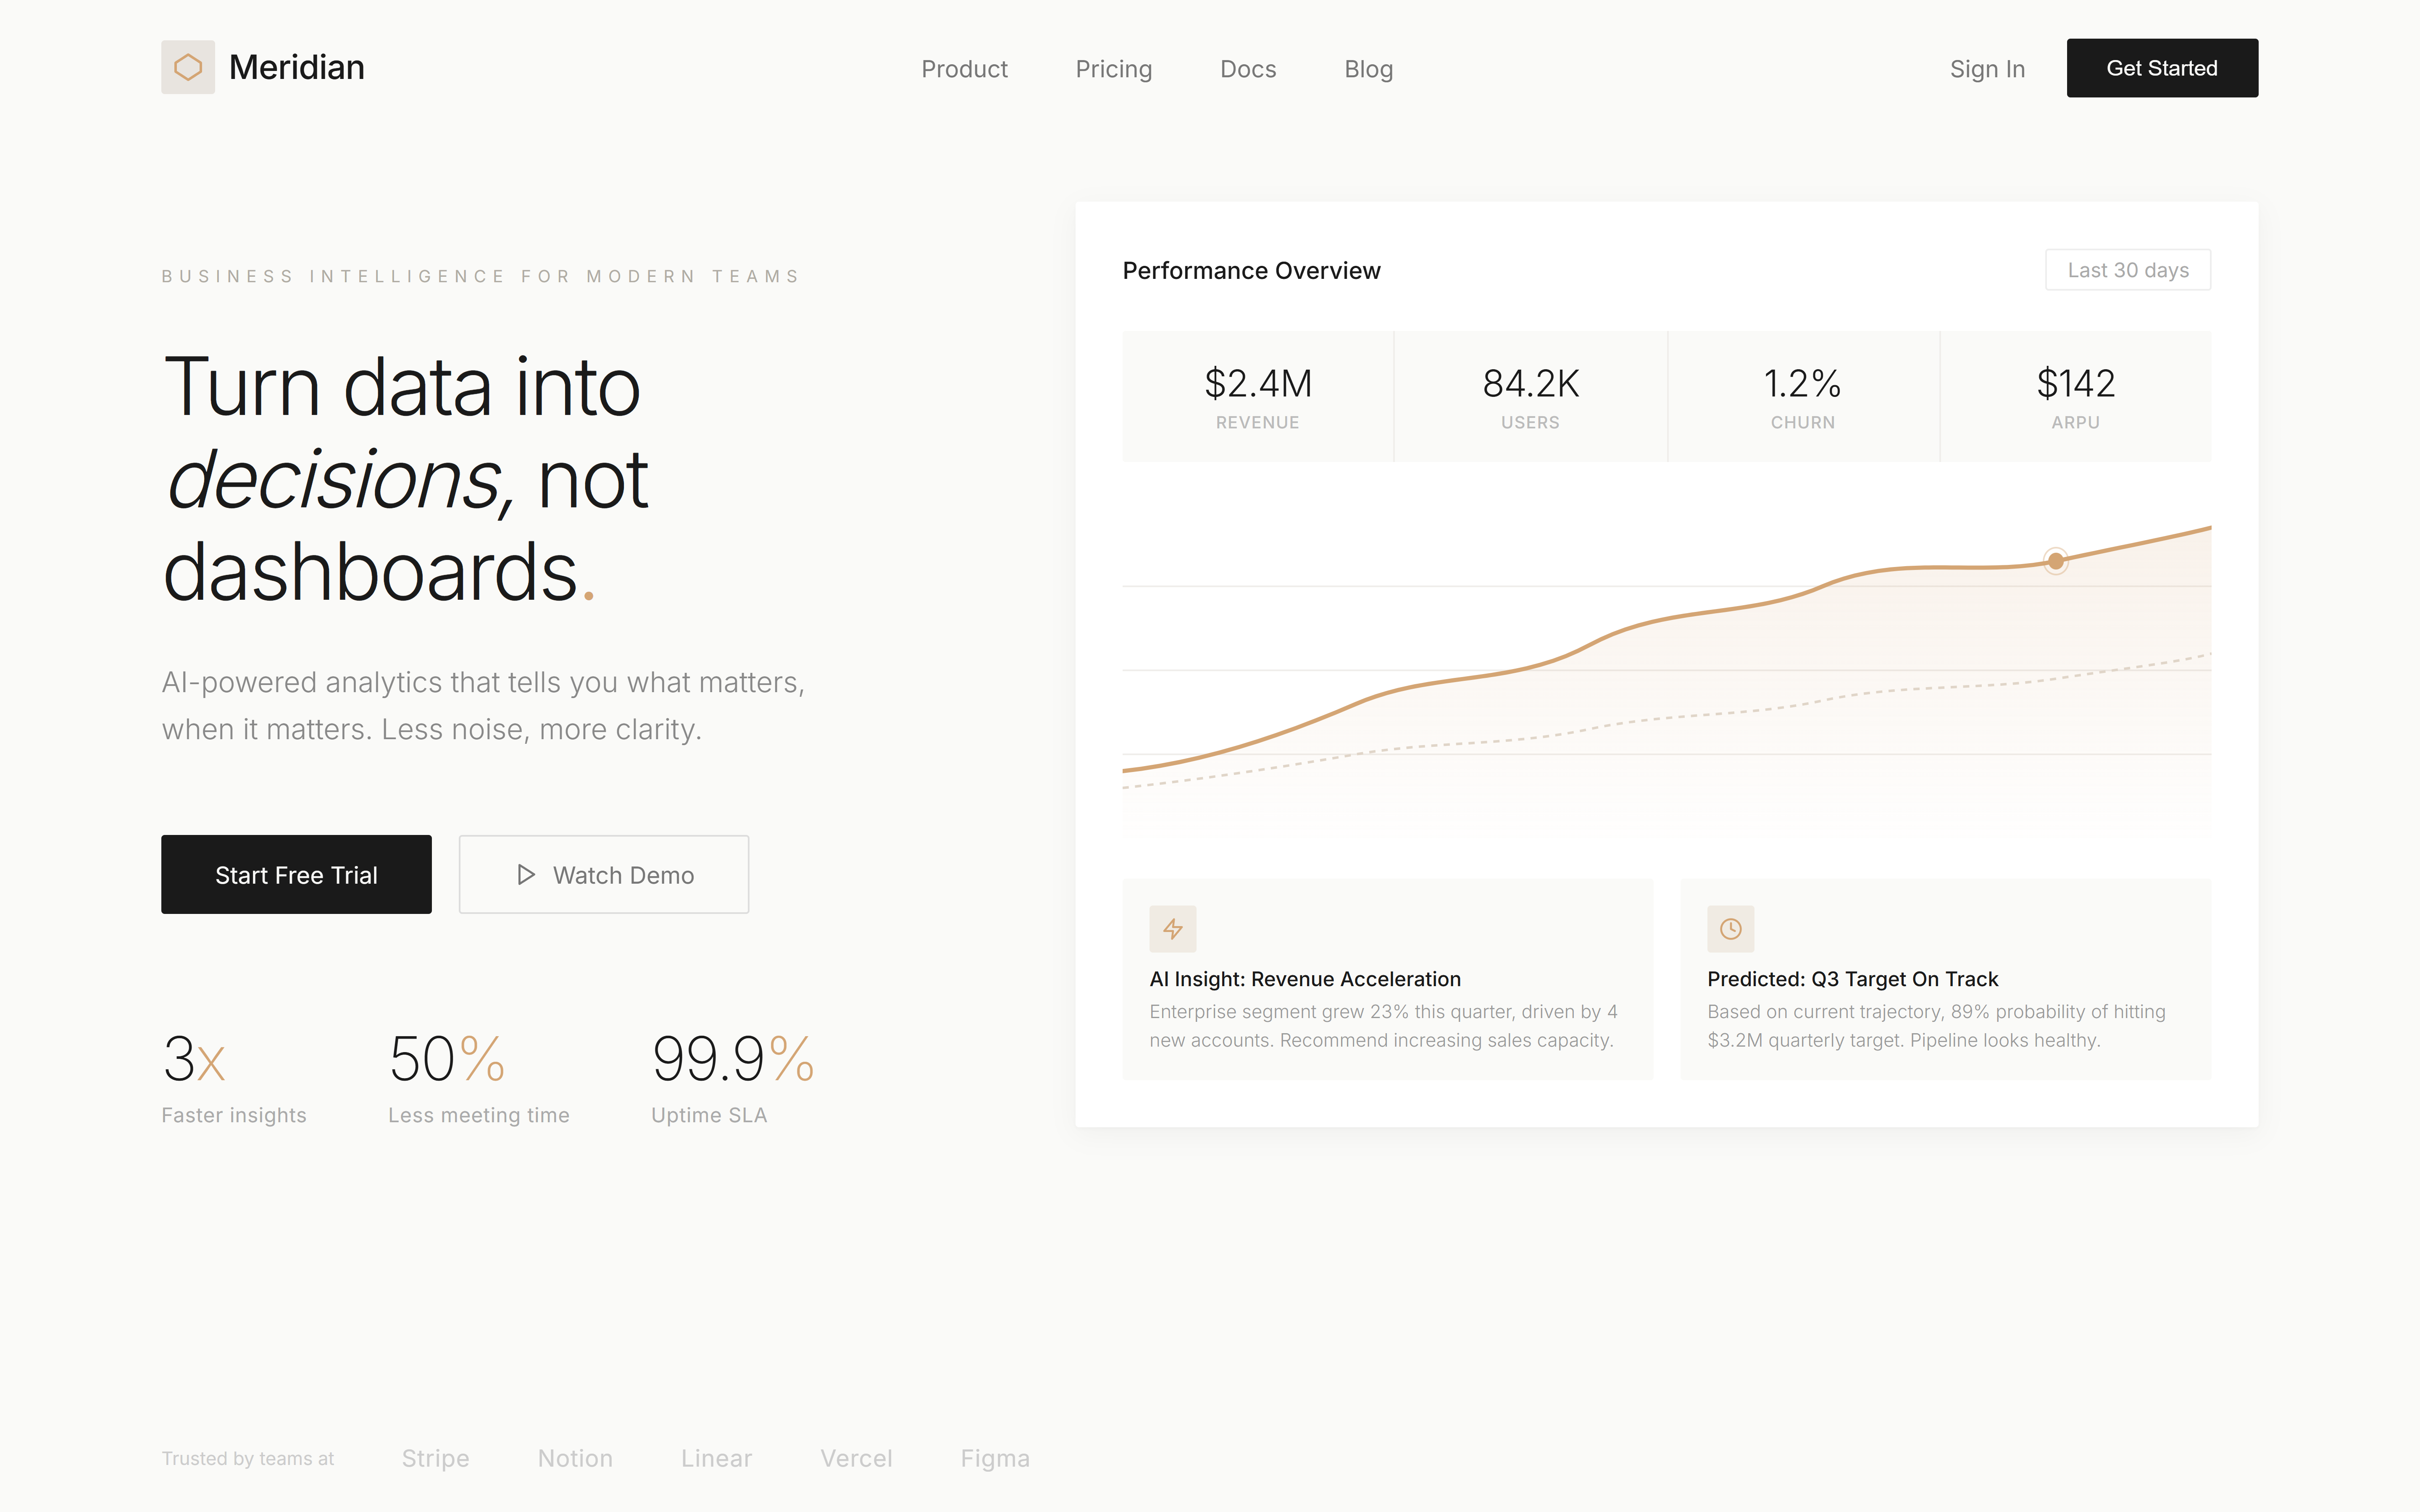 Meridian
Product
Pricing
Docs
Blog
Sign In
Get Started
BUSINESS INTELLIGENCE FOR MODERN TEAMS
Turn data into
decisions, not
dashboards.
AI-powered analytics that tells you what matters,
when it matters. Less noise, more clarity.
Start Free Trial
Watch Demo
3x
Faster insights
50%
Less meeting time
99.9%
Uptime SLA
Performance Overview
Last 30 days
$2.4M
REVENUE
84.2K
USERS
1.2%
CHURN
$142
ARPU
AI Insight: Revenue Acceleration
Enterprise segment grew 23% this quarter, driven by 4
new accounts. Recommend increasing sales capacity.
Predicted: Q3 Target On Track
Based on current trajectory, 89% probability of hitting
$3.2M quarterly target. Pipeline looks healthy.
Trusted by teams at
Stripe
Notion
Linear
Vercel
Figma